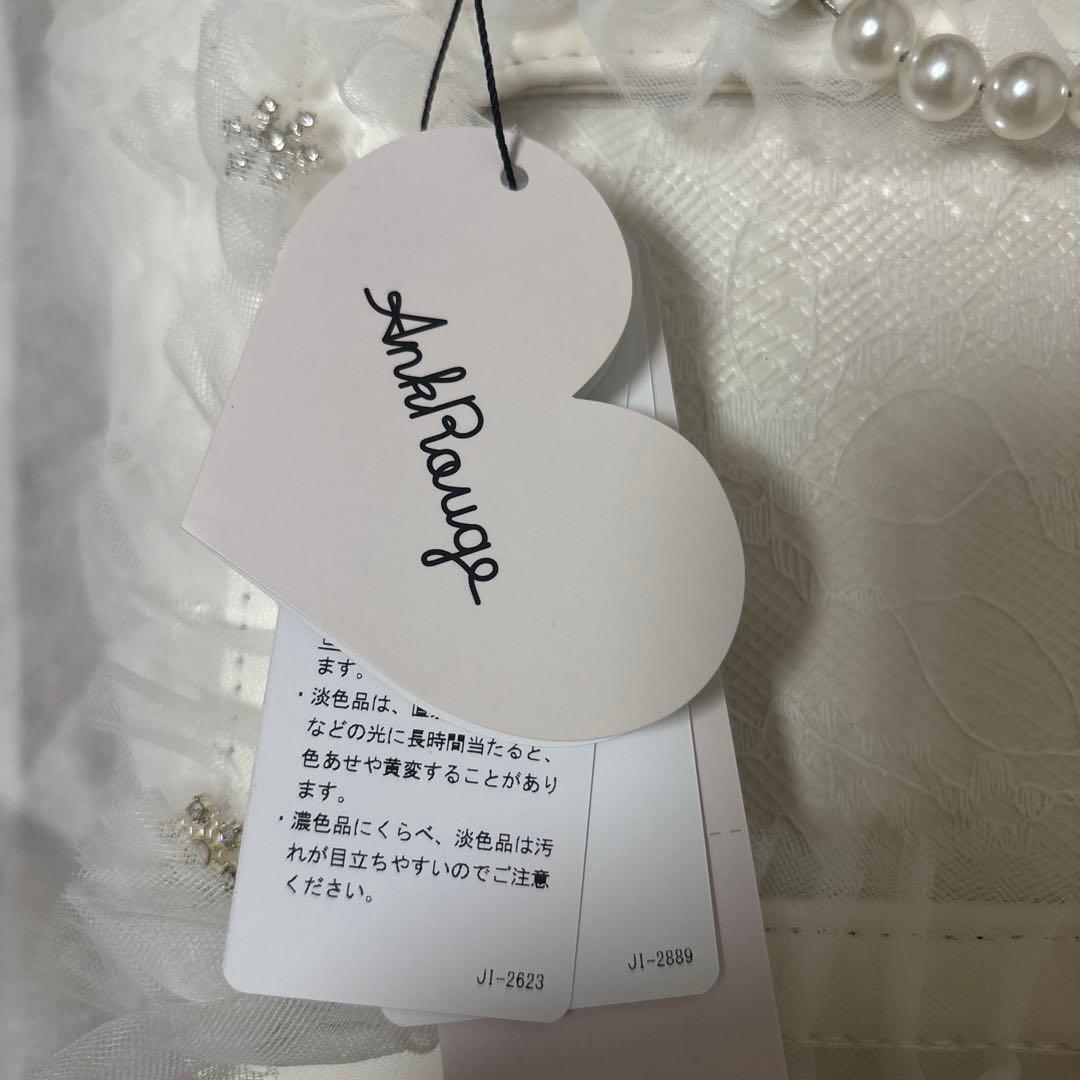 AnkRouge
ます。
・淡色品は、直
などの光に長時間当たると、
色あせや黄変することがあり
ます。
・濃色品にくらべ、淡色品は汚
れが目立ちやすいのでご注意
ください。
JI-2623
JI-2889